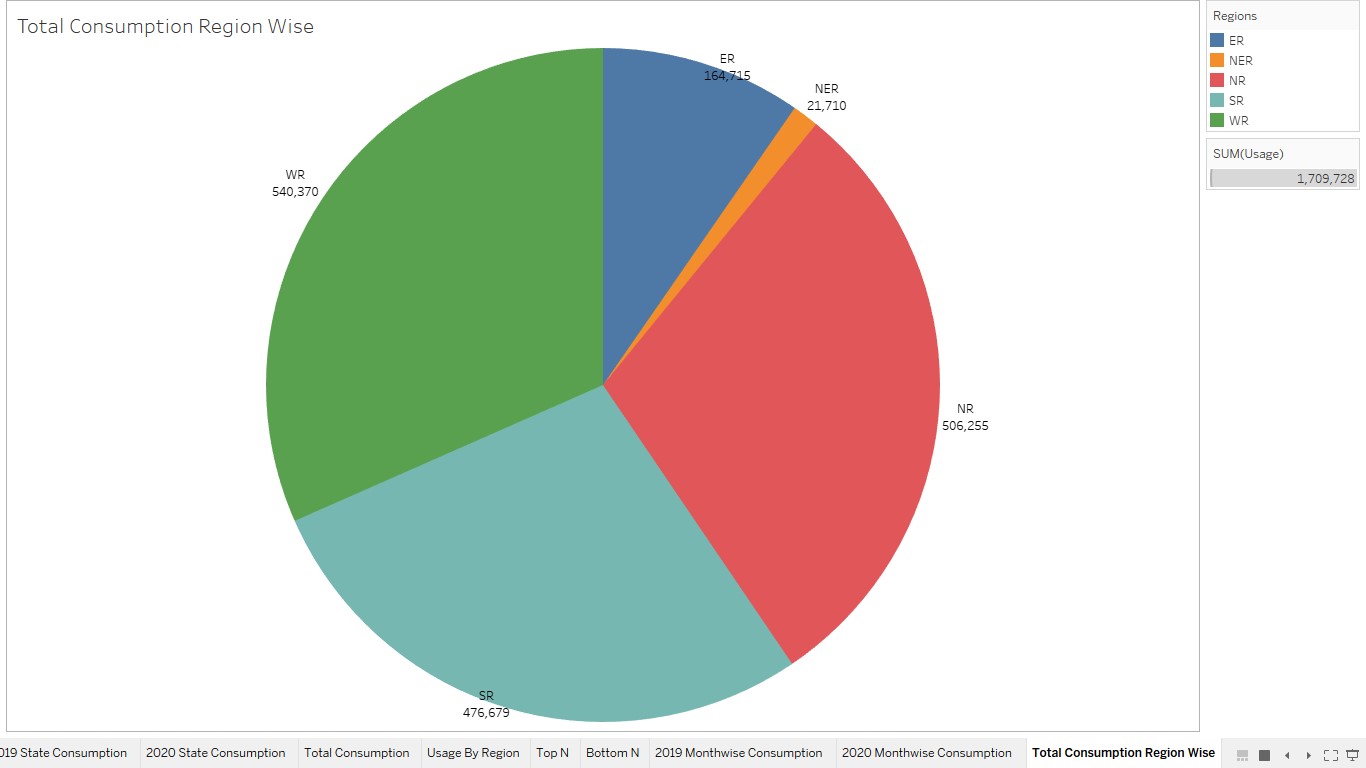 Total Consumption Region Wise
ER
164,715
NER
21,710
WR
540,370
NR
506,255
SR
476,679
Regions
ER
NER
NR
SR
WR
SUM(Usage)
1,709,728
019 State Consumption
2020 State Consumption
Total Consumption
Usage By Region
Top N
Bottom N
2019 Monthwise Consumption
2020 Monthwise Consumption
Total Consumption Region Wise